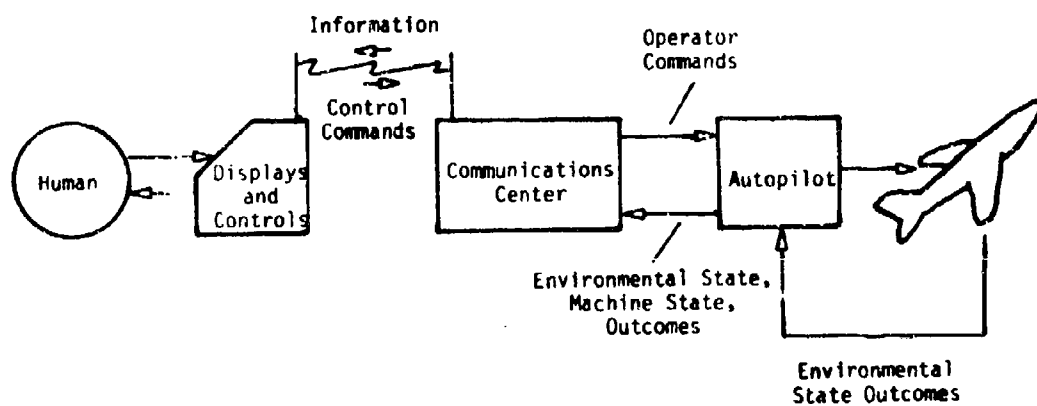 Information
Control
Commands
Operator
Commands
Human
Displays
and
Controls
Communications
Center
Autopilot
Environmental State,
Machine State,
Outcomes
Environmental
State Outcomes